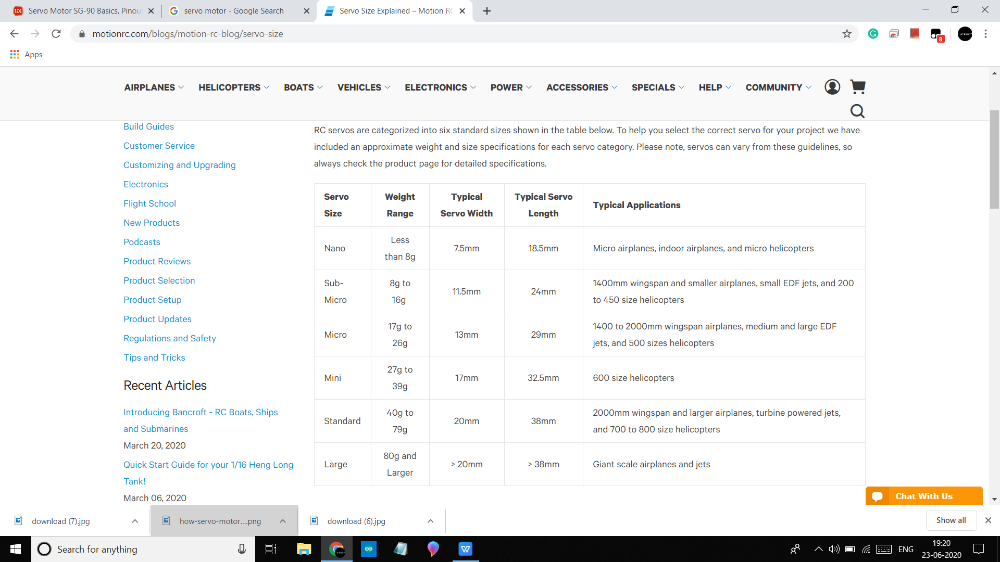 Servo Motor SG-90 Basics, Pinout
servo motor - Google Search
Servo Size Explained – Motion RC
motionrc.com/blogs/motion-rc-blog/servo-size
8
Apps
AIRPLANES HELICOPTERS BOATS VEHICLES ELECTRONICS POWER ACCESSORIES SPECIALS HELP COMMUNITY
Build Guides
Customer Service
Customizing and Upgrading
Electronics
Flight School
New Products
Podcasts
Product Reviews
Product Selection
Product Setup
Product Updates
Regulations and Safety
Tips and Tricks
Recent Articles
Introducing Bancroft - RC Boats, Ships
and Submarines
March 20, 2020
Quick Start Guide for your 1/16 Heng Long
Tank!
March 06, 2020
RC servos are categorized into six standard sizes shown in the table below. To help you select the correct servo for your project we have
included an approximate weight and size specifications for each servo category. Please note, servos can vary from these guidelines, so
always check the product page for detailed specifications.
Servo Size Weight Range Typical Servo Width Typical Servo Length Typical Applications
Nano Less than 8g 7.5mm 18.5mm Micro airplanes, indoor airplanes, and micro helicopters
Sub-Micro 8g to 16g 11.5mm 24mm 1400mm wingspan and smaller airplanes, small EDF jets, and 200 to 450 size helicopters
Micro 17g to 26g 13mm 29mm 1400 to 2000mm wingspan airplanes, medium and large EDF jets, and 500 sizes helicopters
Mini 27g to 39g 17mm 32.5mm 600 size helicopters
Standard 40g to 79g 20mm 38mm 2000mm wingspan and larger airplanes, turbine powered jets, and 700 to 800 size helicopters
Large 80g and Larger > 20mm > 38mm Giant scale airplanes and jets
Chat With Us
download (7).jpg
how-servo-motor....png
download (6).jpg
Show all
Search for anything
ENG
19:20
23-06-2020